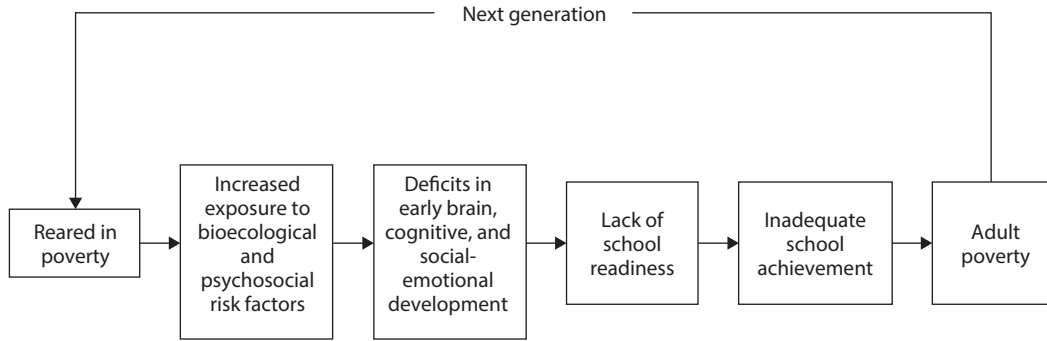 Next generation
Reared in
poverty
Increased
exposure to
bioecological
and
psychosocial
risk factors
Deficits in
early brain,
cognitive, and
social-
emotional
development
Lack of
school
readiness
Inadequate
school
achievement
Adult
poverty